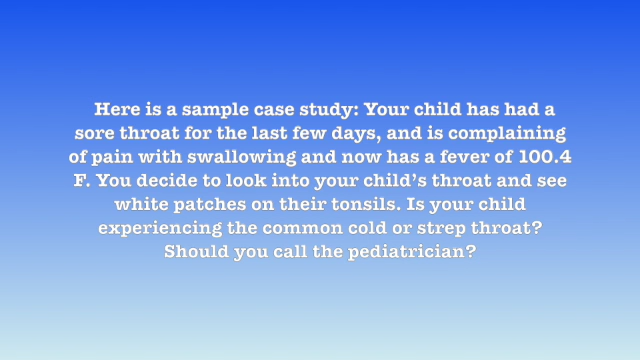 Here is a sample case study: Your child has had a
sore throat for the last few days, and is complaining
of pain with swallowing and now has a fever of 100.4
F. You decide to look into your child's throat and see
white patches on their tonsils. Is your child
experiencing the common cold or strep throat?
Should you call the pediatrician?